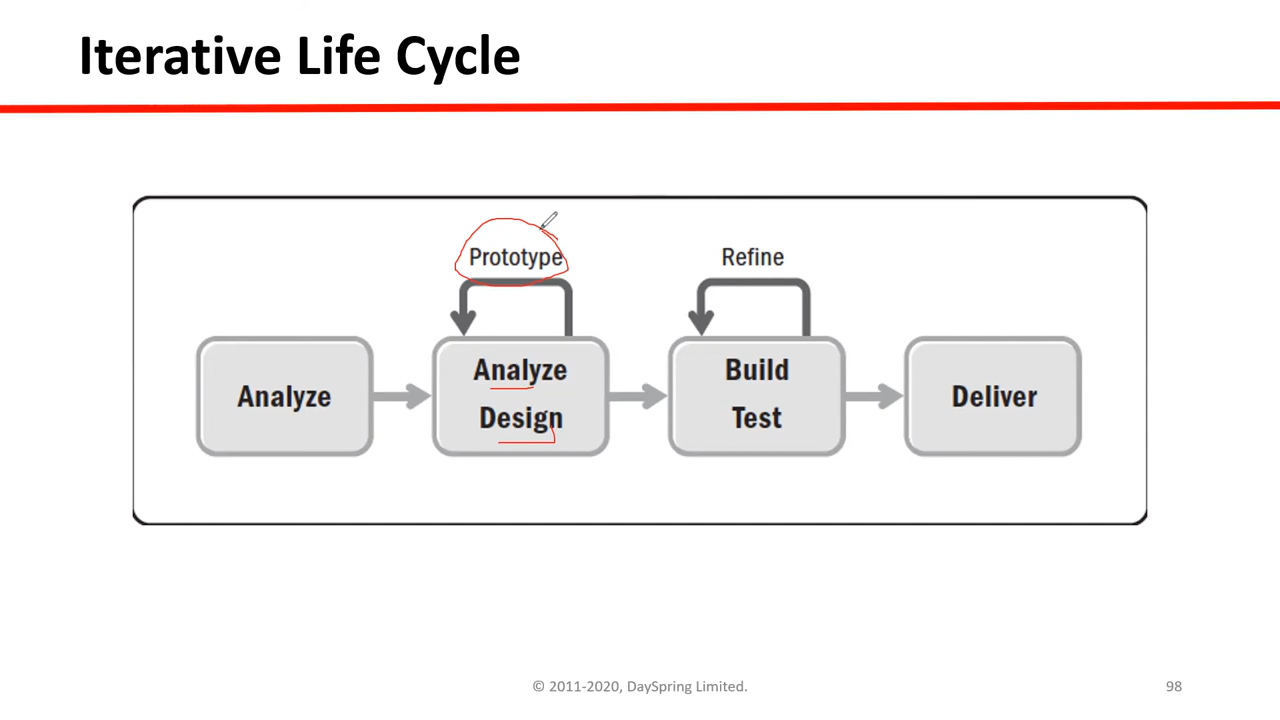 Iterative Life Cycle
Prototype
Refine
Analyze
Analyze
Design
Build
Test
Deliver
© 2011-2020, DaySpring Limited.
98